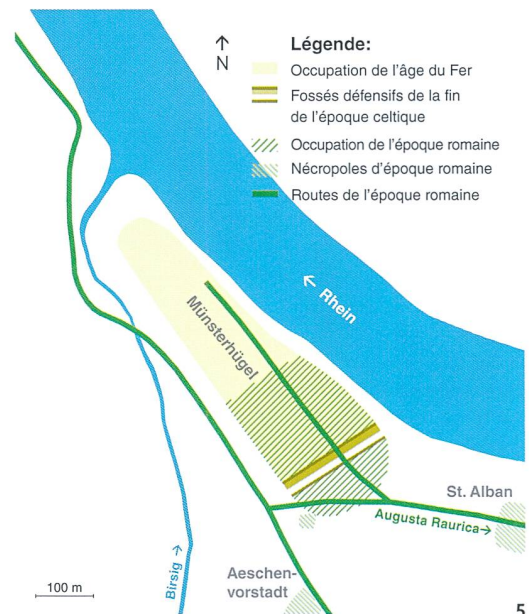 Légende:
N
Occupation de l'âge du Fer
Fossés défensifs de la fin
de l'époque celtique
Occupation de l'époque romaine
Nécropoles d'époque romaine
Routes de l'époque romaine
← Rhein
Münsterhügel
St. Alban
Augusta Raurica→
Birsig →
Aeschen-
vorstadt
100 m
5